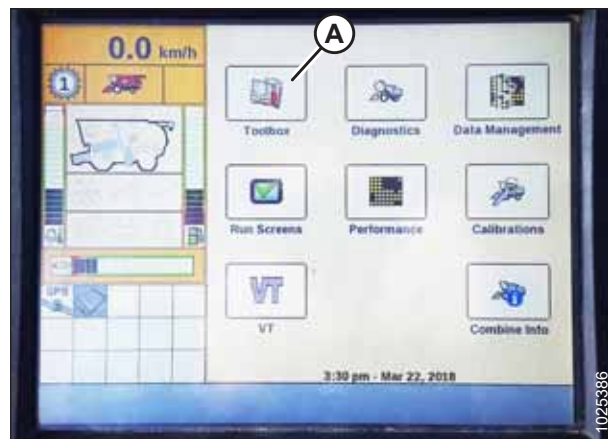 A
0.0 km/h
1
Toolbox
Diagnostics
Data Management
Run Screens
Performance
Calibrations
VT
VT
Combine Info
GPS
3:30 pm - Mar 22, 2018
1025386